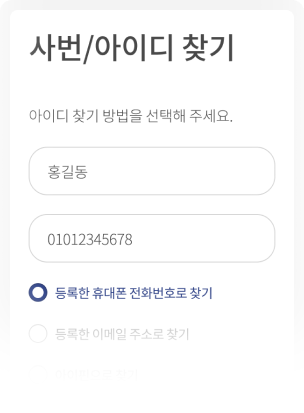 사번/아이디 찾기
아이디 찾기 방법을 선택해 주세요.
홍길동
01012345678
등록한 휴대폰 전화번호로 찾기
등록한 이메일 주소로 찾기